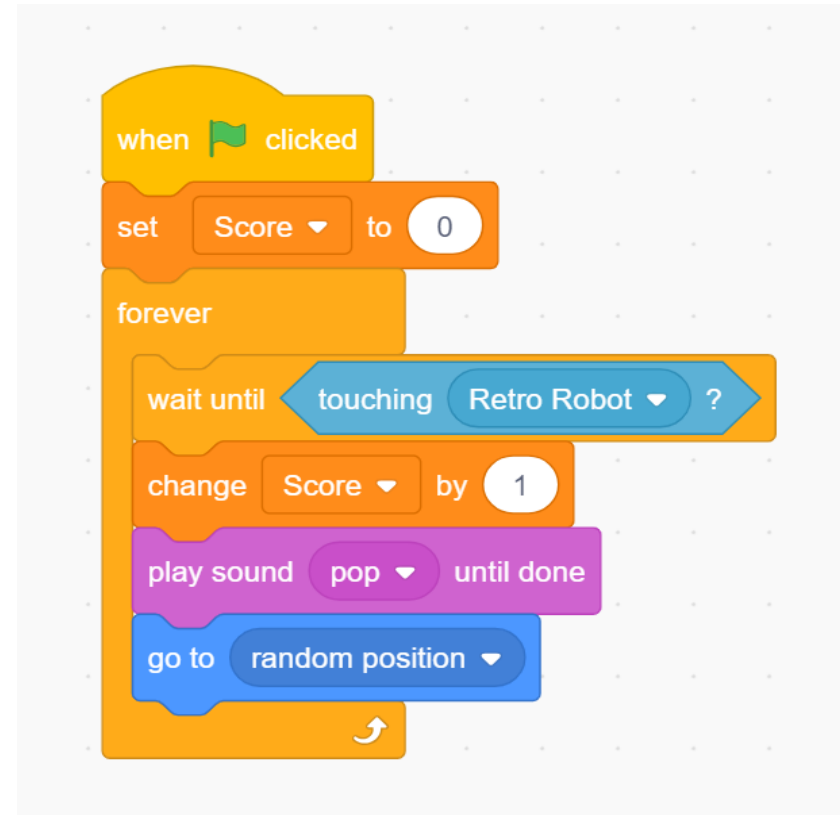 when clicked
set Score to 0
forever
wait until touching Retro Robot ?
change Score by 1
play sound pop until done
go to random position